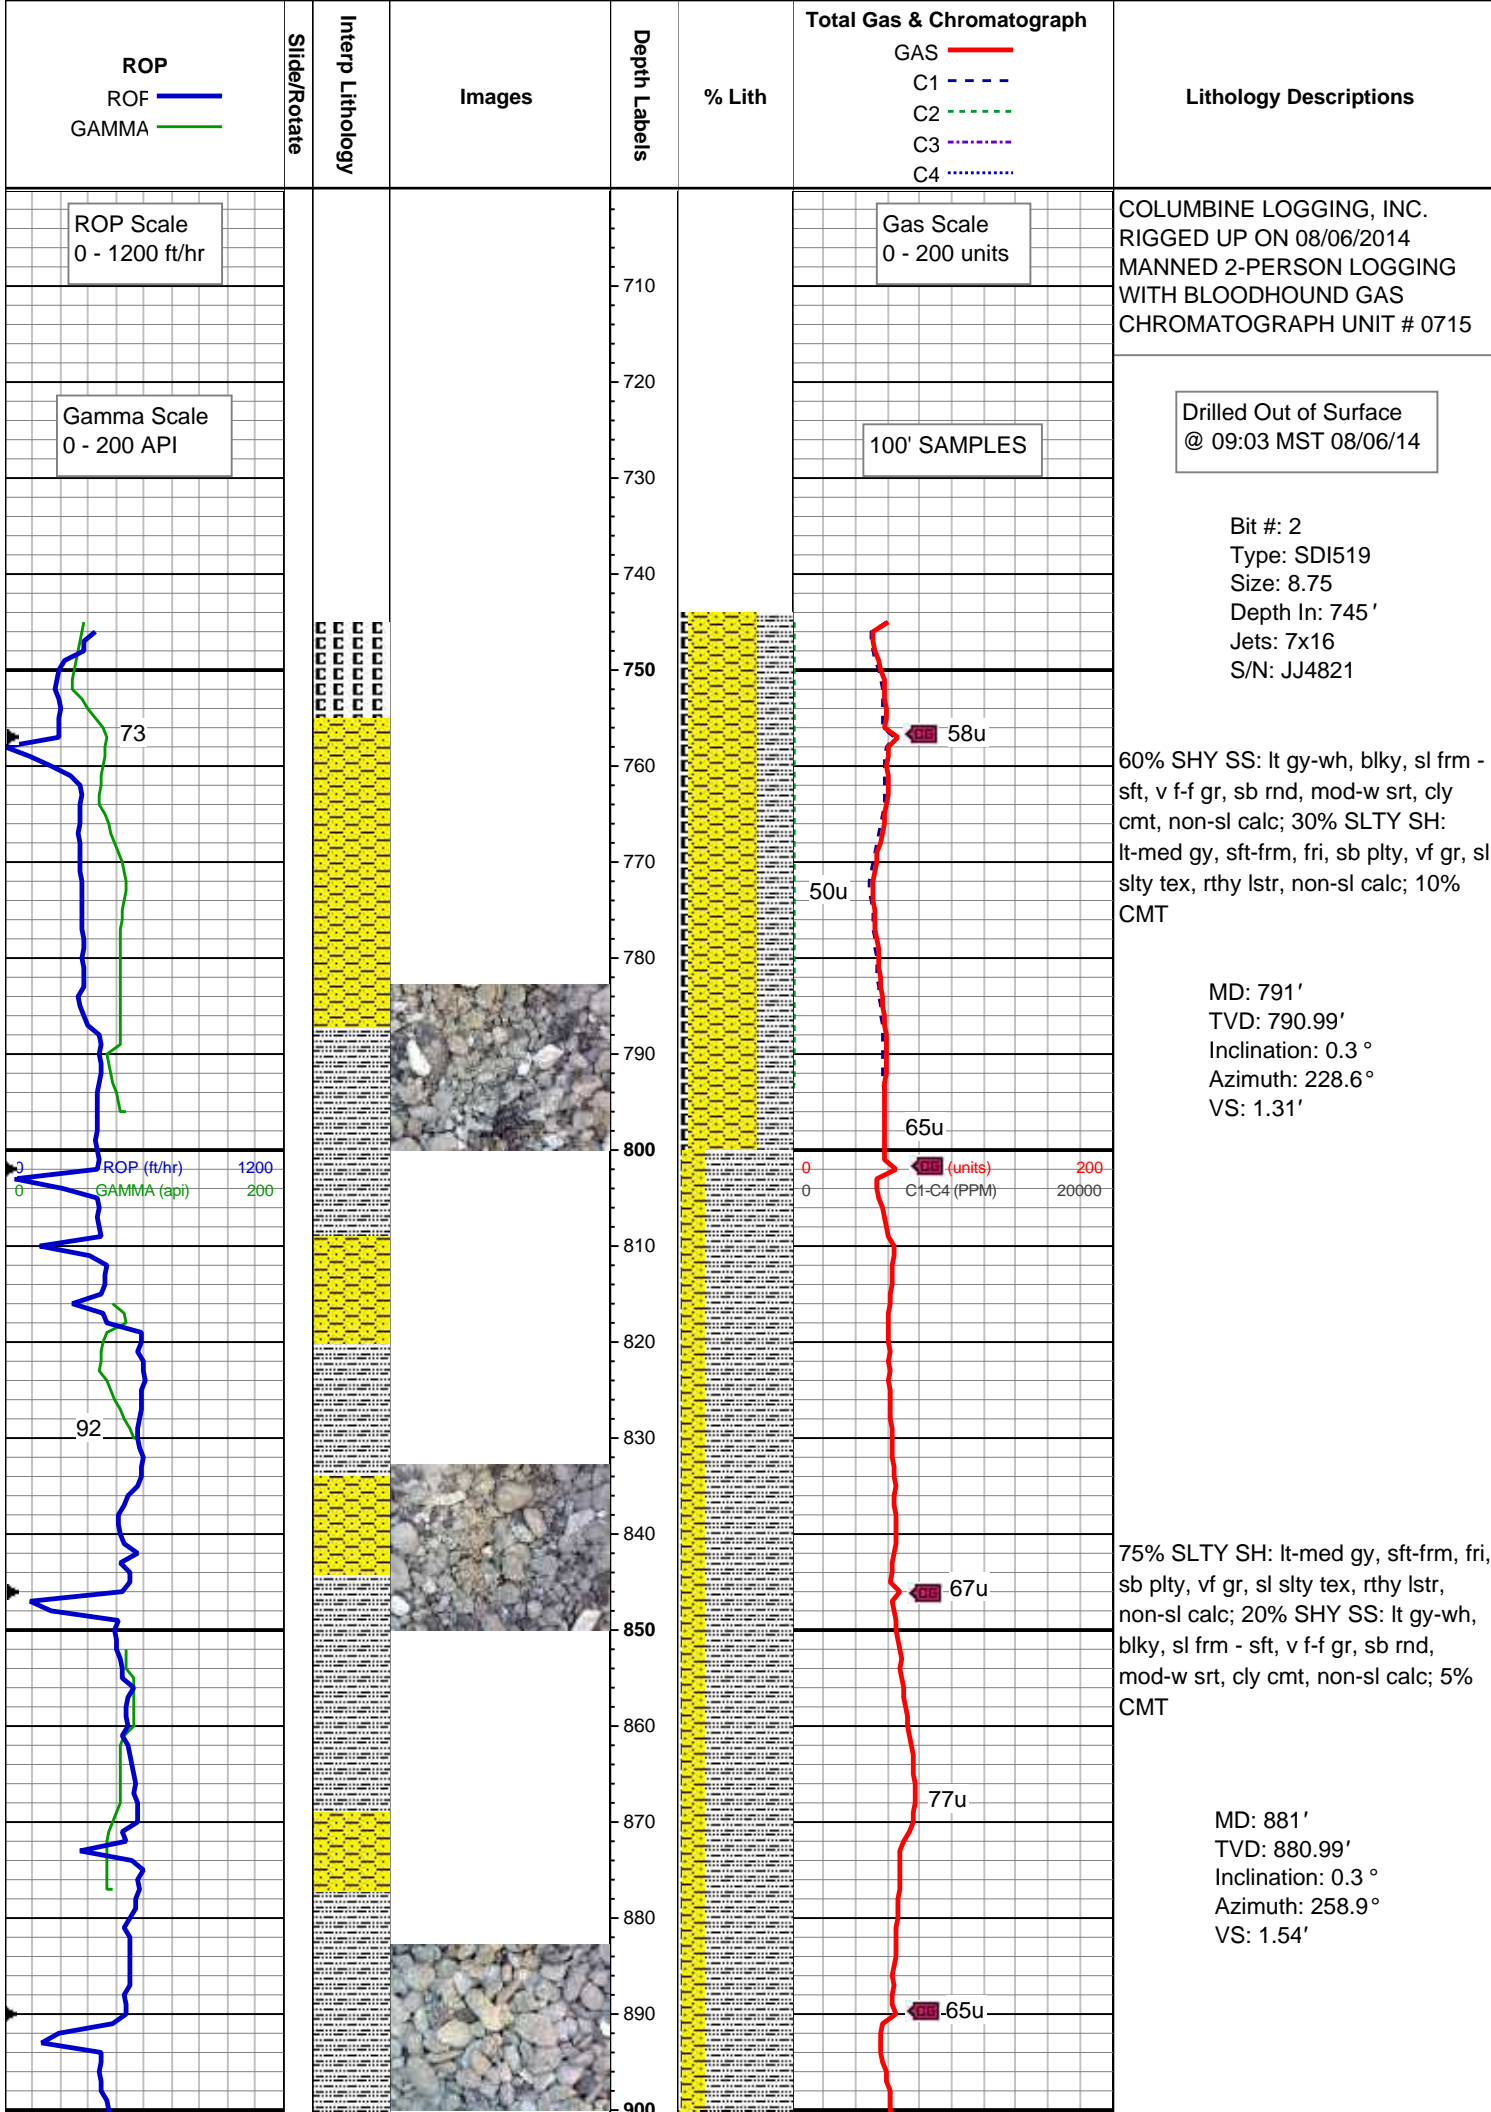 ROP
ROP
GAMMA
Slide/Rotate
Interp Lithology
Images
Depth Labels
% Lith
Total Gas & Chromatograph
GAS
C1
C2
C3
C4
Lithology Descriptions
ROP Scale
0 - 1200 ft/hr
Gamma Scale
0 - 200 API
Gas Scale
0 - 200 units
100' SAMPLES
COLUMBINE LOGGING, INC.
RIGGED UP ON 08/06/2014
MANNED 2-PERSON LOGGING
WITH BLOODHOUND GAS
CHROMATOGRAPH UNIT # 0715
Drilled Out of Surface
@ 09:03 MST 08/06/14
Bit #: 2
Type: SDI519
Size: 8.75
Depth In: 745'
Jets: 7x16
S/N: JJ4821
710
720
730
740
750
760
770
780
790
800
810
820
830
840
850
860
870
880
890
900
73
CG 58u
50u
60% SHY SS: lt gy-wh, blky, sl frm -
sft, v f-f gr, sb rnd, mod-w srt, cly
cmt, non-sl calc; 30% SLTY SH:
lt-med gy, sft-frm, fri, sb plty, vf gr, sl
slty tex, rthy lstr, non-sl calc; 10%
CMT
MD: 791'
TVD: 790.99'
Inclination: 0.3 °
Azimuth: 228.6°
VS: 1.31'
65u
0 ROP (ft/hr) 1200
0 GAMMA (api) 200
0 CG (units) 200
0 C1-C4 (PPM) 20000
92
CG 67u
75% SLTY SH: lt-med gy, sft-frm, fri,
sb plty, vf gr, sl slty tex, rthy lstr,
non-sl calc; 20% SHY SS: lt gy-wh,
blky, sl frm - sft, v f-f gr, sb rnd,
mod-w srt, cly cmt, non-sl calc; 5%
CMT
77u
MD: 881'
TVD: 880.99'
Inclination: 0.3 °
Azimuth: 258.9°
VS: 1.54'
CG 65u